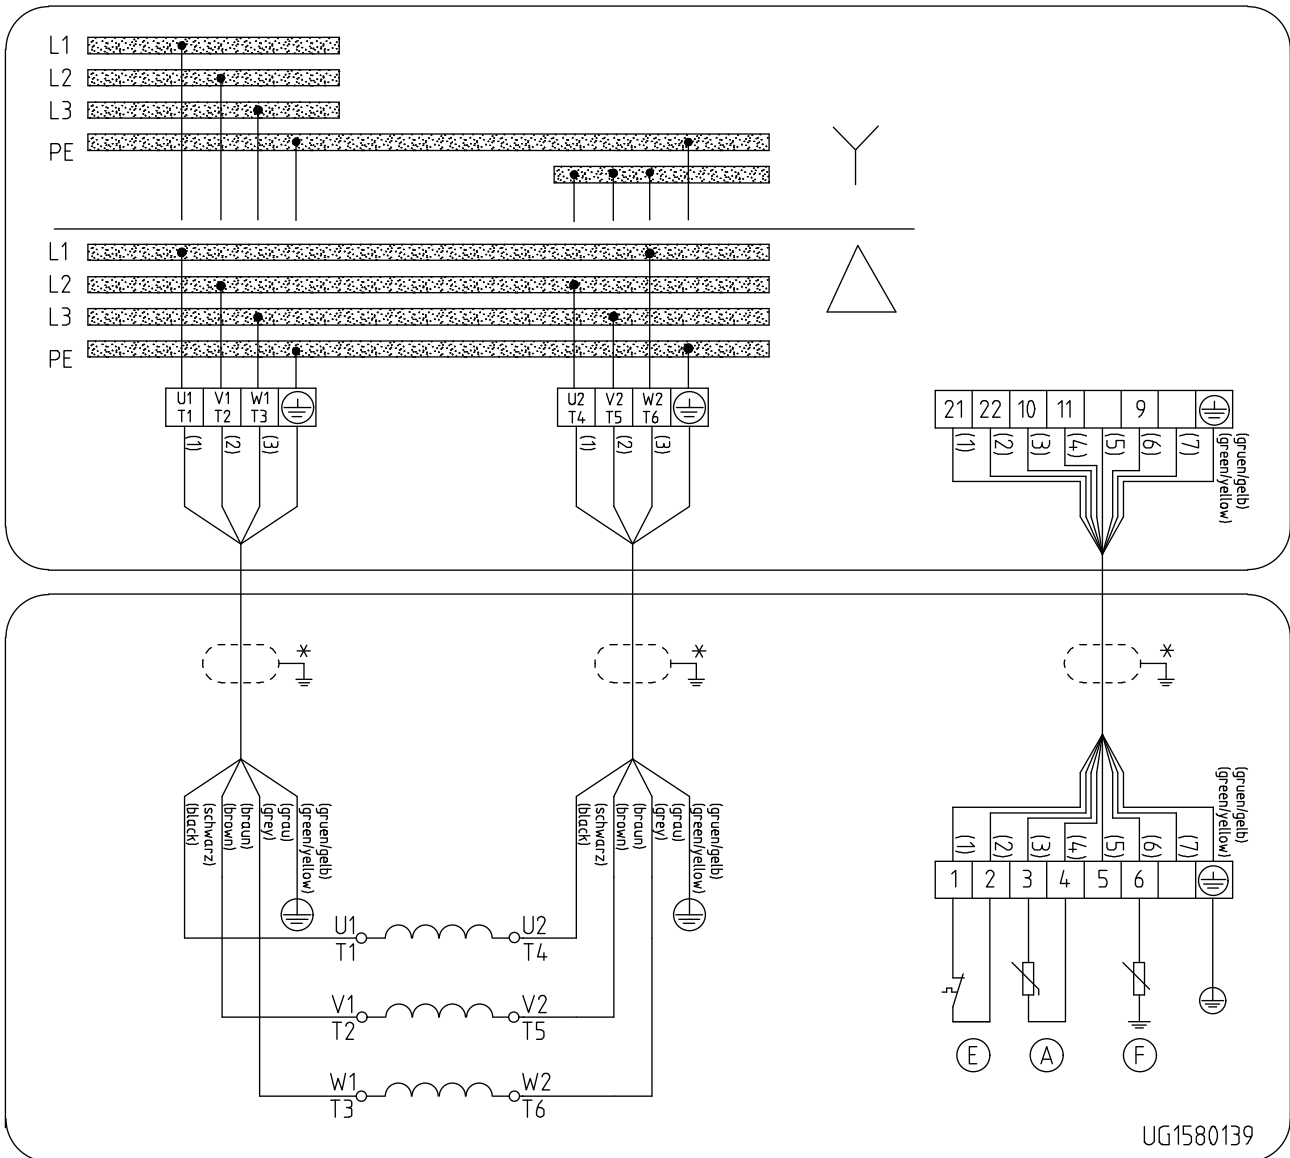 L1
L2
L3
PE
L1
L2
L3
PE
U1 V1 W1
T1 T2 T3
U2 V2 W2
T4 T5 T6
21 22 10 11 9
(1) (2) (3)
(1) (2) (3)
(1) (2) (3) (4) (5) (6) (7)
(gruen/gelb)
(green/yellow)
*
*
*
(schwarz)
(black)
(braun)
(brown)
(grau)
(grey)
(gruen/gelb)
(green/yellow)
(schwarz)
(black)
(braun)
(brown)
(grau)
(grey)
(gruen/gelb)
(green/yellow)
(gruen/gelb)
(green/yellow)
(1) (2) (3) (4) (5) (6) (7)
1 2 3 4 5 6
U1 U2
T1 T4
V1 V2
T2 T5
W1 W2
T3 T6
E A F
UG1580139